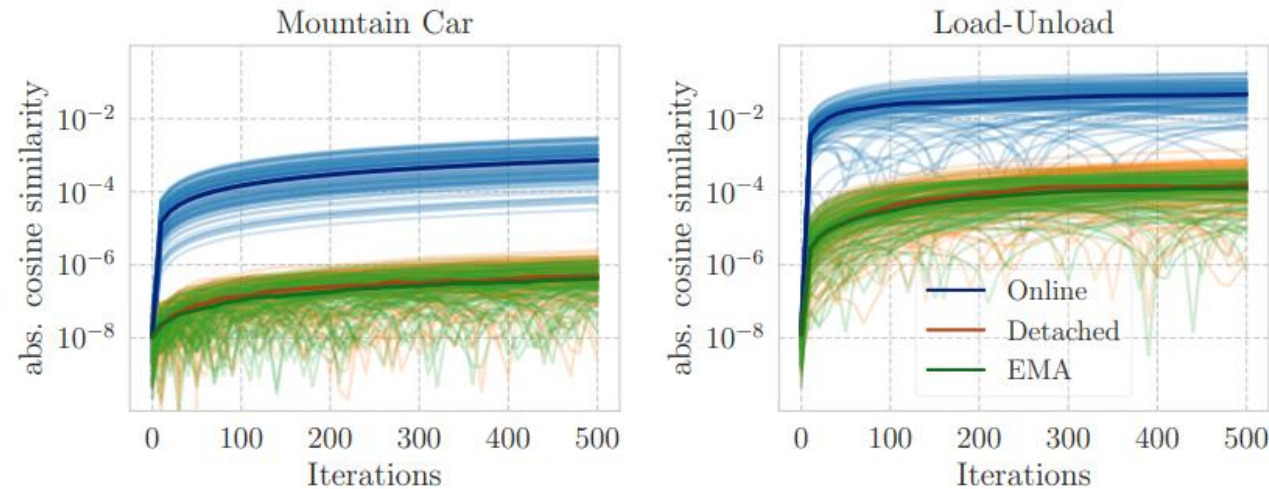 Mountain Car
abs. cosine similarity
10^{-2}
10^{-4}
10^{-6}
10^{-8}
0 100 200 300 400 500
Iterations
Load-Unload
abs. cosine similarity
10^{-2}
10^{-4}
10^{-6}
10^{-8}
Online
Detached
EMA
0 100 200 300 400 500
Iterations